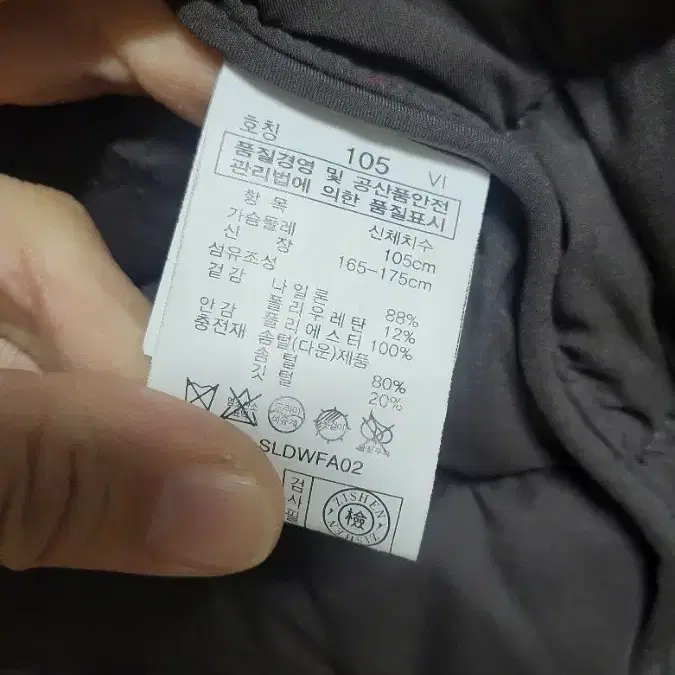 호칭 105 VI
품질경영 및 공산품안전
관리법에 의한 품질표시
항 목 신체치수
가슴둘레 105cm
신 장 165-175cm
섬유조성
겉감 나일론 88%
폴리우레탄 12%
안감 폴리에스터 100%
충전재 솜털(다운)제품
솜털 80%
깃털 20%
드라이
SLDWFA02
검사필
ZISHEN
檢